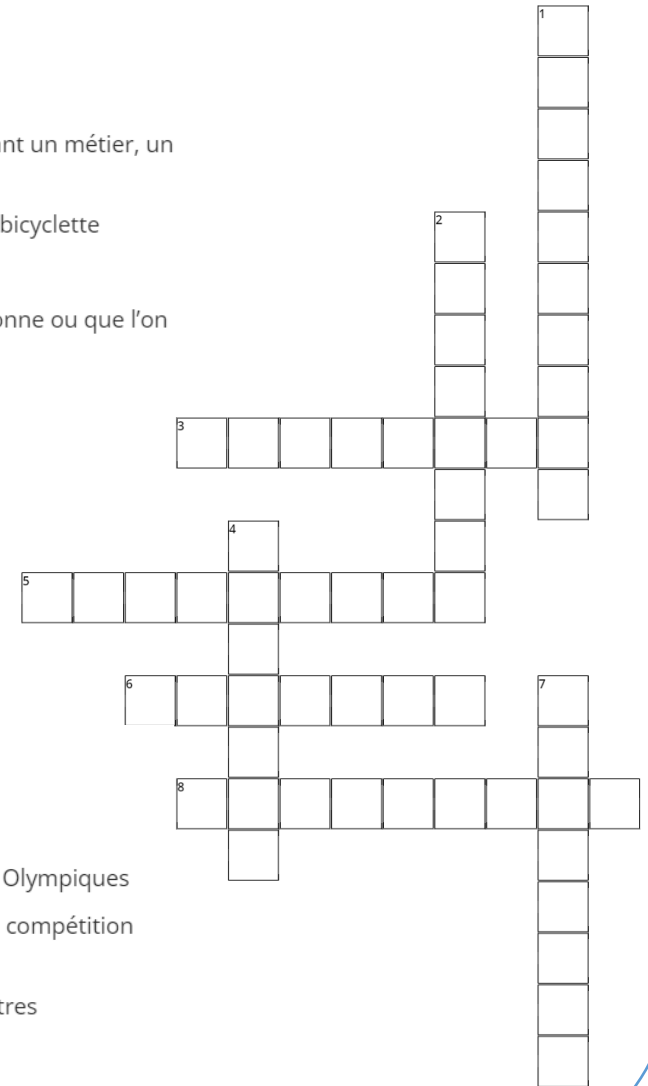 1
ant un métier, un
bicyclette
2
onne ou que l’on
3
4
5
6
7
8
Olympiques
compétition
tres